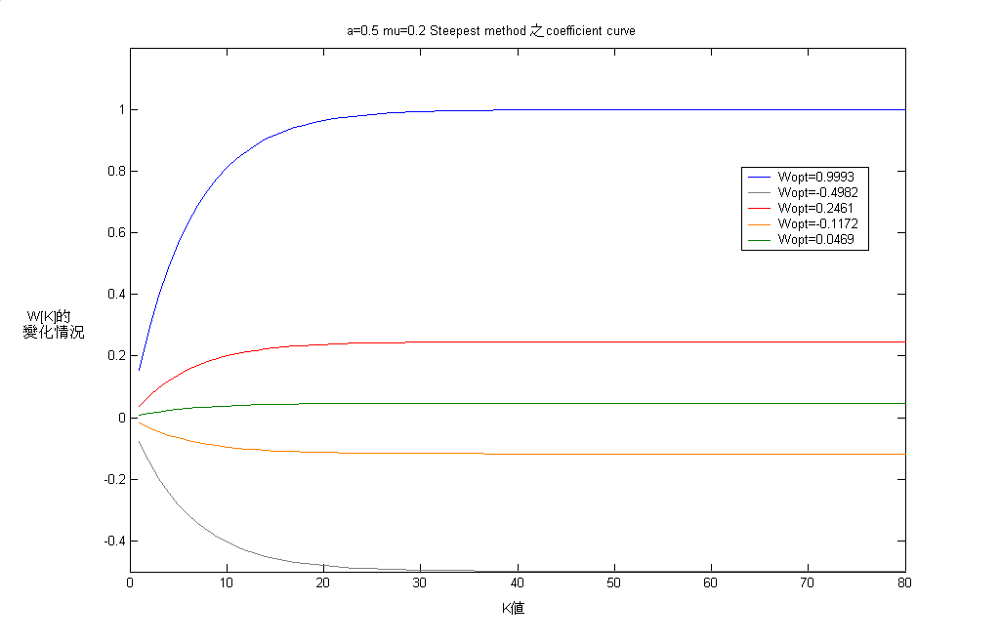 a=0.5 mu=0.2 Steepest method 之 coefficient curve
1
0.8
0.6
0.4
0.2
0
-0.2
-0.4
W[K]的
變化情況
Wopt=0.9993
Wopt=-0.4982
Wopt=0.2461
Wopt=-0.1172
Wopt=0.0469
0 10 20 30 40 50 60 70 80
K值